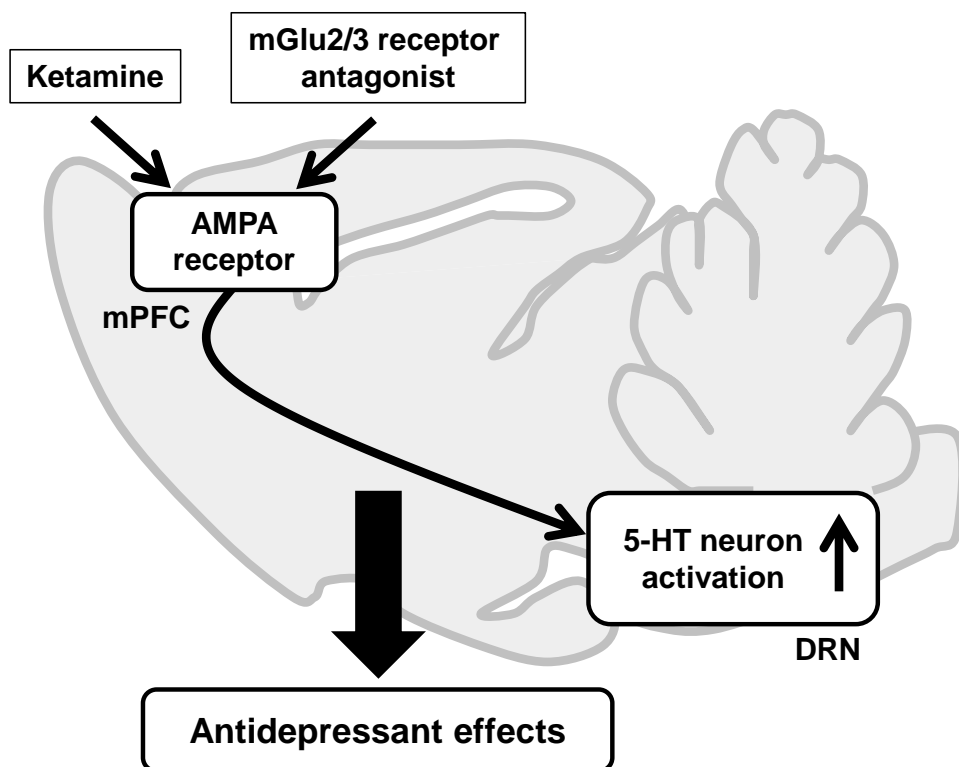 Ketamine
mGlu2/3 receptor
antagonist
AMPA
receptor
mPFC
5-HT neuron
activation
DRN
Antidepressant effects